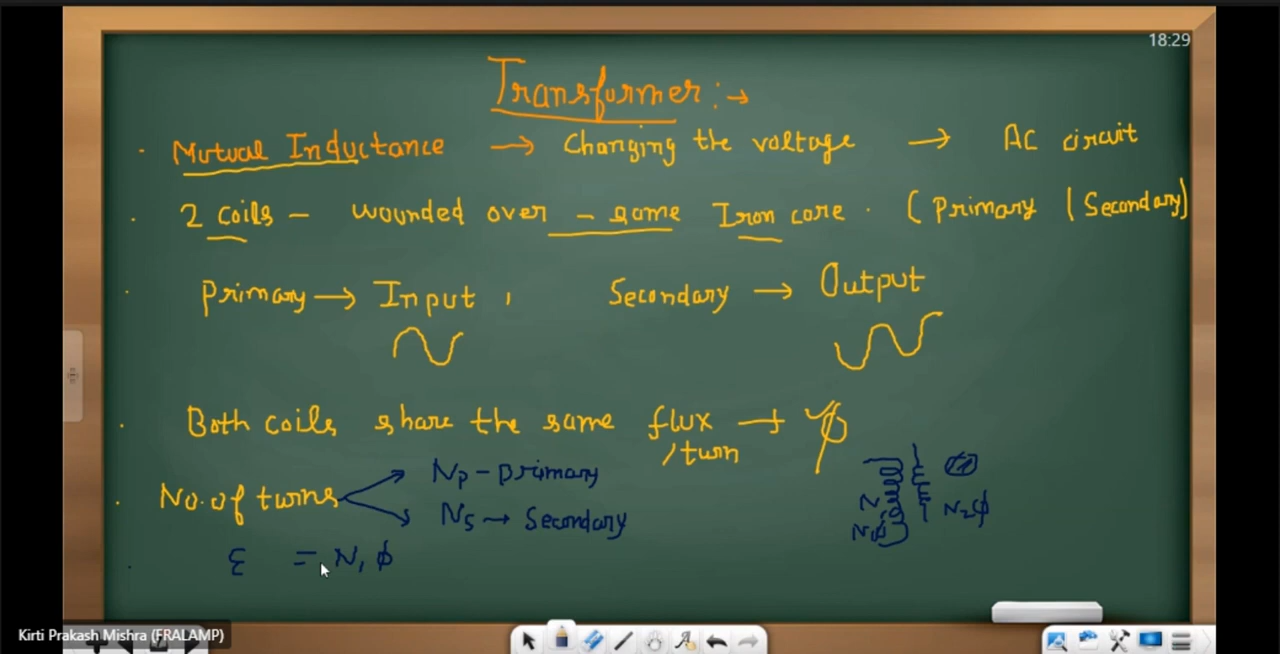 18:29
Transformer :→
· Mutual Inductance → Changing the voltage → AC circuit
· 2 coils – wounded over – same Iron core · (Primary | Secondary)
· Primary → Input , Secondary → Output
· Both coils share the same flux → φ
/turn
· No. of turns
Np – primary
Ns → Secondary
N
N₁φ
N₂φ
· ε = N₁ φ
Kirti Prakash Mishra (FRALAMP)